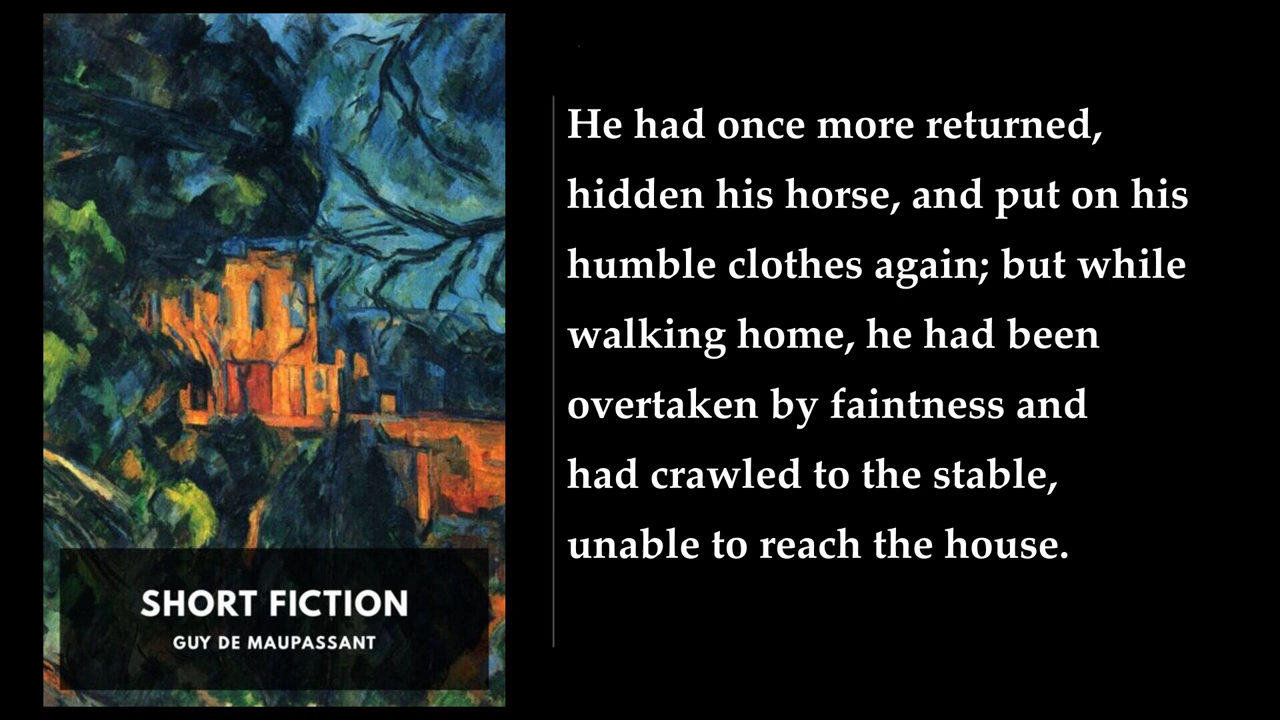 He had once more returned,
hidden his horse, and put on his
humble clothes again; but while
walking home, he had been
overtaken by faintness and
had crawled to the stable,
unable to reach the house.
SHORT FICTION
GUY DE MAUPASSANT